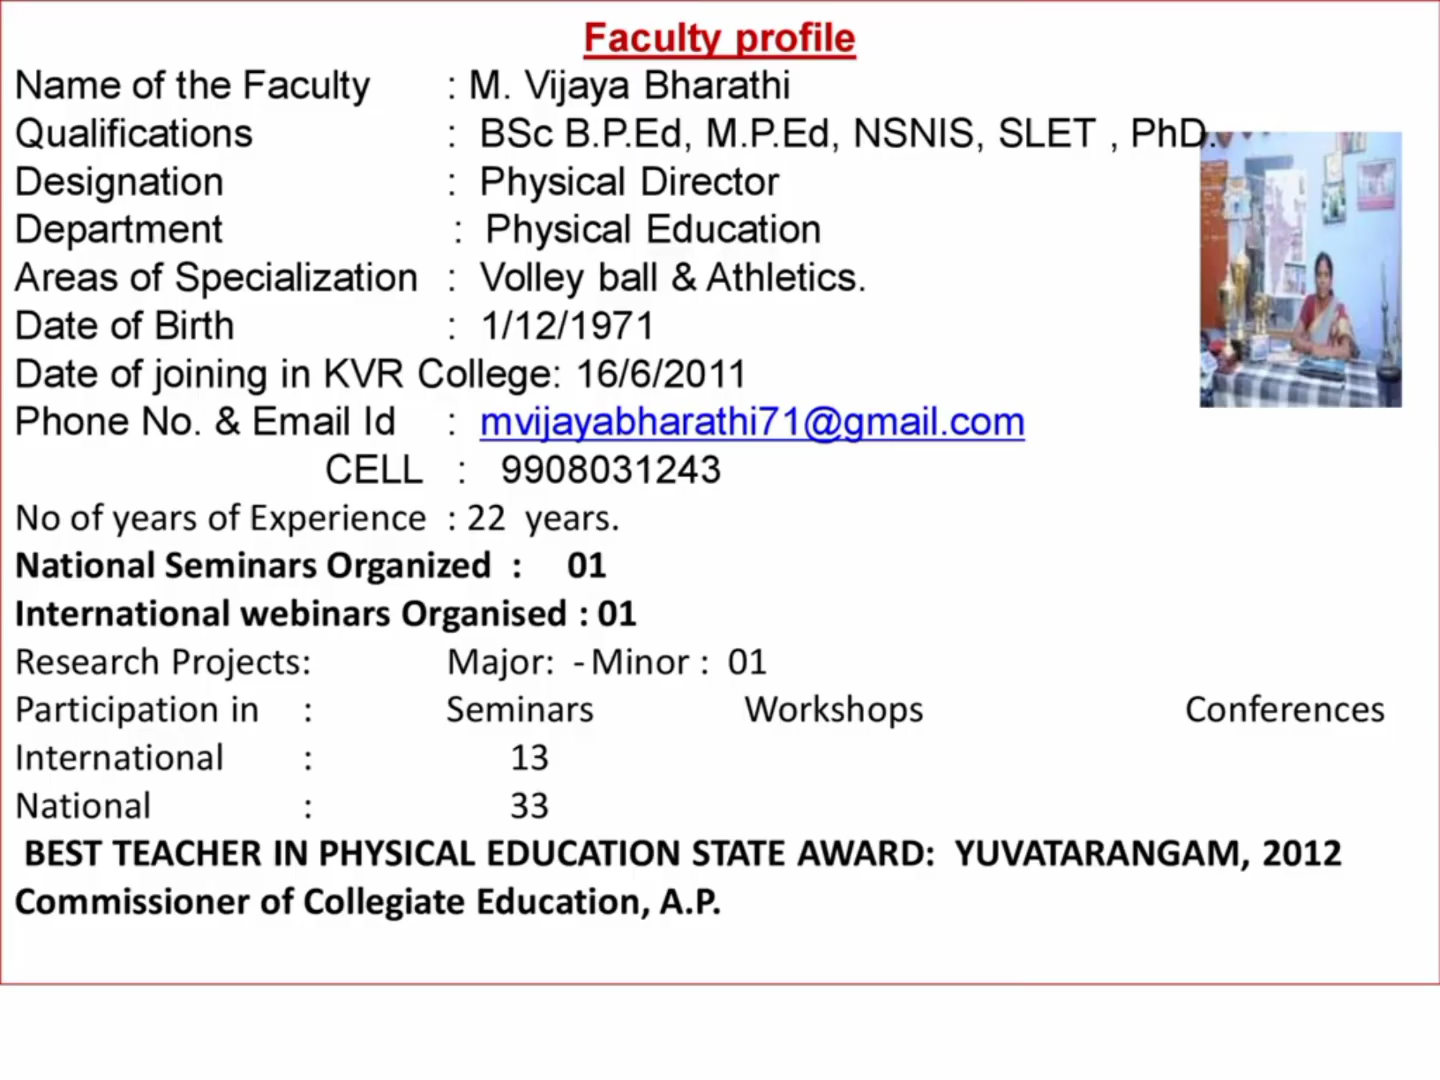 Faculty profile
Name of the Faculty : M. Vijaya Bharathi
Qualifications : BSc B.P.Ed, M.P.Ed, NSNIS, SLET , PhD.
Designation : Physical Director
Department : Physical Education
Areas of Specialization : Volley ball & Athletics.
Date of Birth : 1/12/1971
Date of joining in KVR College: 16/6/2011
Phone No. & Email Id : mvijayabharathi71@gmail.com
CELL : 9908031243
No of years of Experience : 22 years.
National Seminars Organized : 01
International webinars Organised : 01
Research Projects: Major: - Minor : 01
Participation in : Seminars Workshops Conferences
International : 13
National : 33
BEST TEACHER IN PHYSICAL EDUCATION STATE AWARD: YUVATARANGAM, 2012
Commissioner of Collegiate Education, A.P.